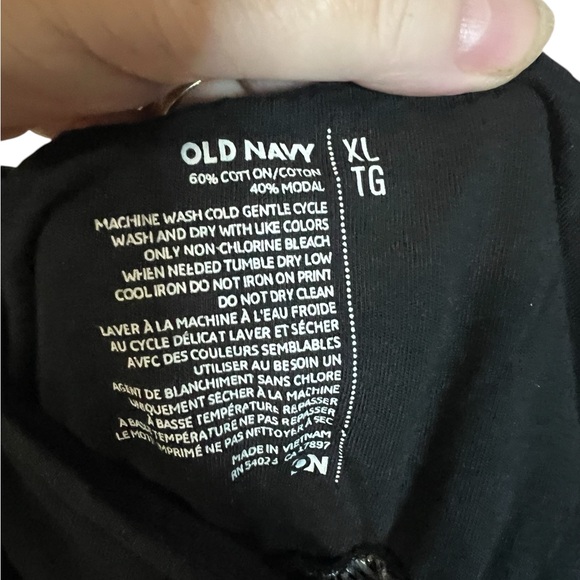 OLD NAVY
60% COTTON/COTON
40% MODAL
XL
TG
MACHINE WASH COLD GENTLE CYCLE
WASH AND DRY WITH LIKE COLORS
ONLY NON-CHLORINE BLEACH
WHEN NEEDED TUMBLE DRY LOW
COOL IRON DO NOT IRON ON PRINT
DO NOT DRY CLEAN
LAVER À LA MACHINE À L'EAU FROIDE
AU CYCLE DÉLICAT LAVER ET SÉCHER
AVEC DES COULEURS SEMBLABLES
UTILISER AU BESOIN UN
AGENT DE BLANCHIMENT SANS CHLORE
UNIQUEMENT SÉCHER À LA MACHINE
À BASSE TEMPÉRATURE REPASSER
À BASSE TEMPÉRATURE NE PAS REPASSER
LE MOTIF IMPRIMÉ NE PAS NETTOYER À SEC
MADE IN VIETNAM
RN 54023 CA 17897
ON